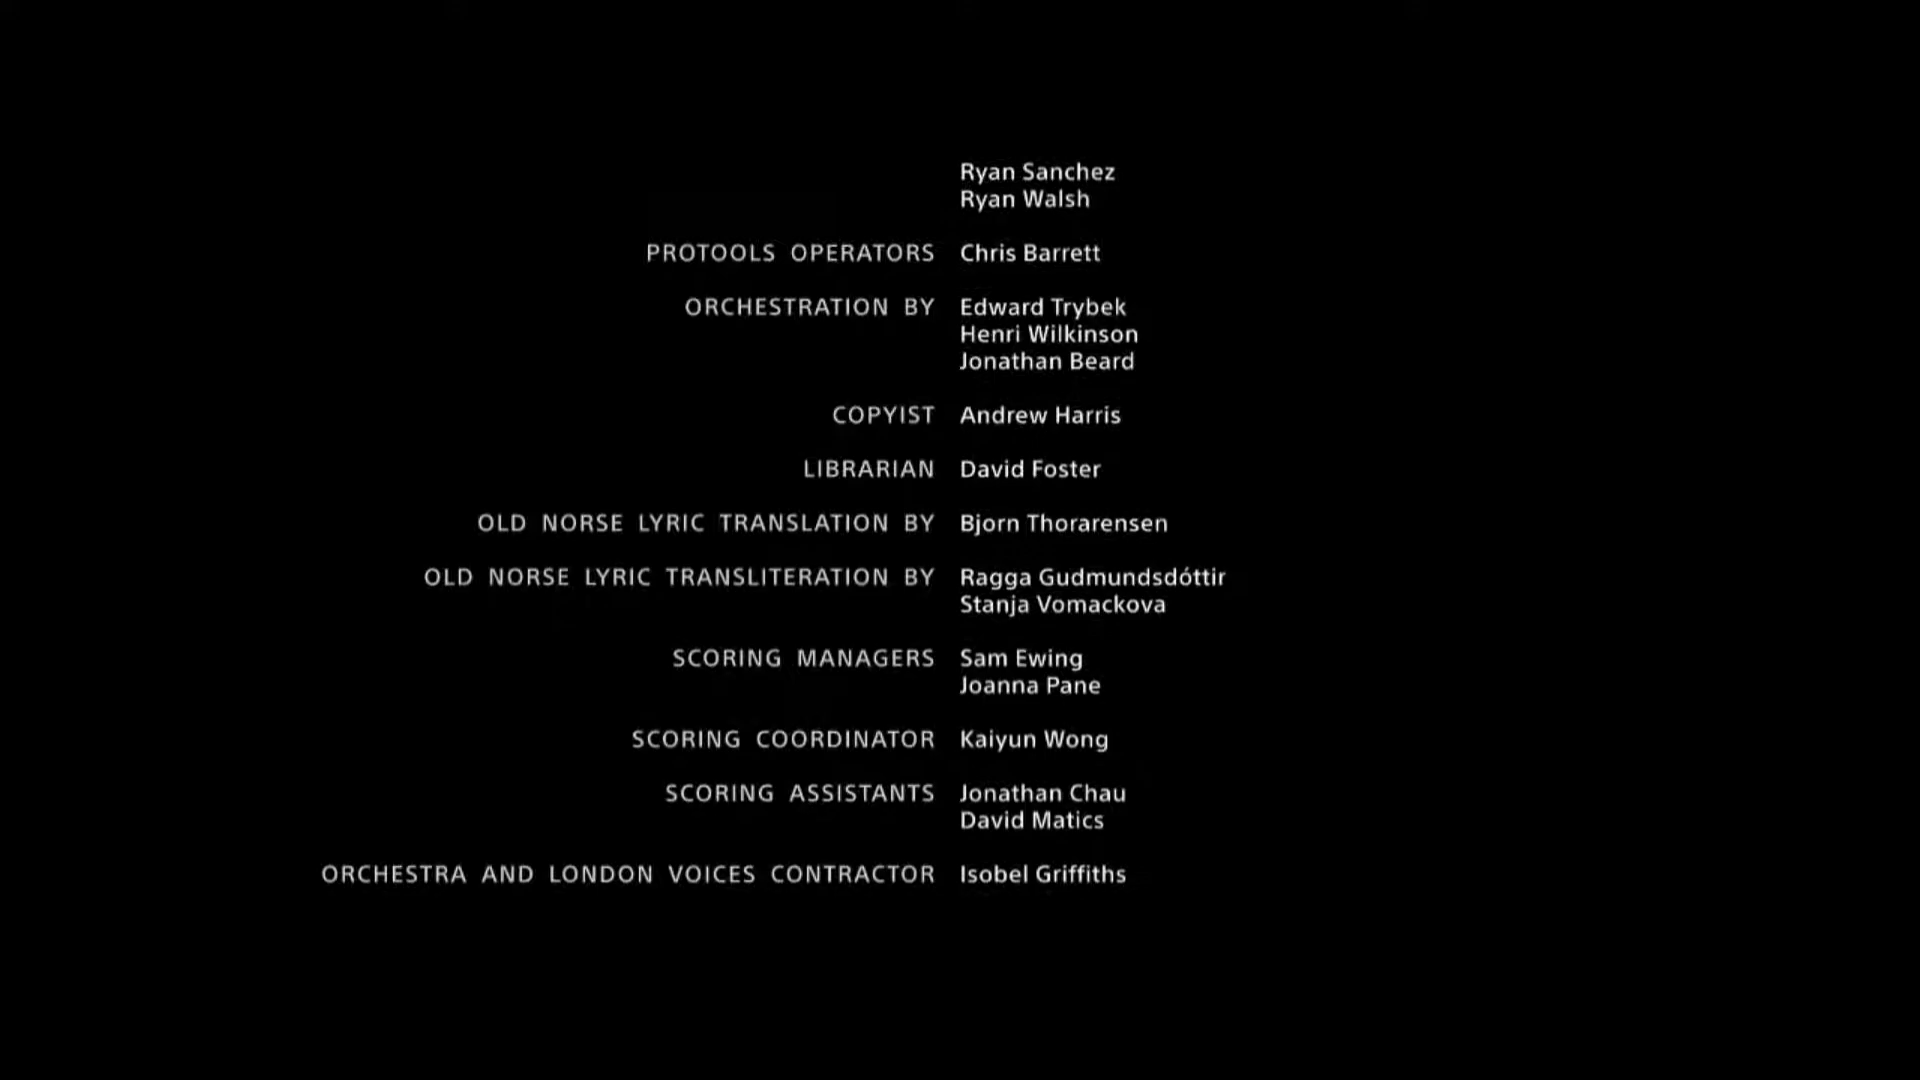 Ryan Sanchez
Ryan Walsh
PROTOOLS OPERATORS Chris Barrett
ORCHESTRATION BY Edward Trybek
Henri Wilkinson
Jonathan Beard
COPYIST Andrew Harris
LIBRARIAN David Foster
OLD NORSE LYRIC TRANSLATION BY Bjorn Thorarensen
OLD NORSE LYRIC TRANSLITERATION BY Ragga Gudmundsdóttir
Stanja Vomackova
SCORING MANAGERS Sam Ewing
Joanna Pane
SCORING COORDINATOR Kaiyun Wong
SCORING ASSISTANTS Jonathan Chau
David Matics
ORCHESTRA AND LONDON VOICES CONTRACTOR Isobel Griffiths